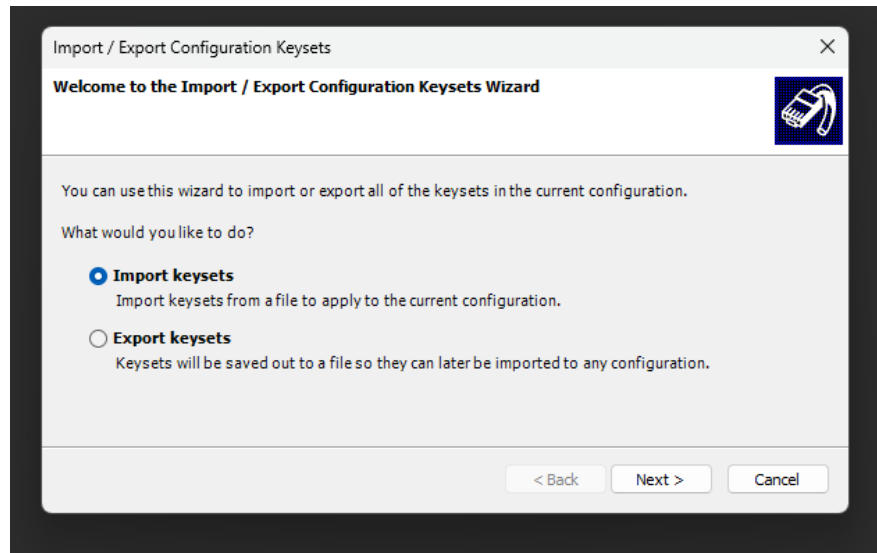 Import / Export Configuration Keysets
Welcome to the Import / Export Configuration Keysets Wizard
You can use this wizard to import or export all of the keysets in the current configuration.
What would you like to do?
Import keysets
Import keysets from a file to apply to the current configuration.
Export keysets
Keysets will be saved out to a file so they can later be imported to any configuration.
< Back
Next >
Cancel